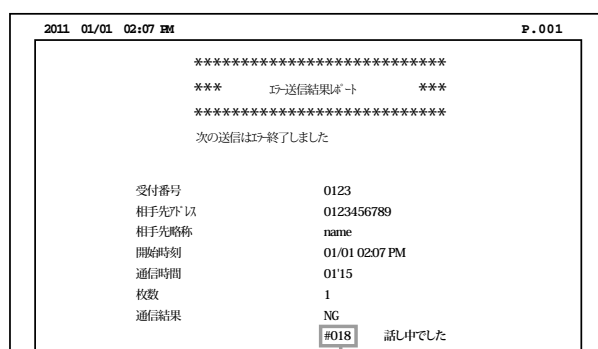 2011 01/01 02:07 PM P.001
***************************
*** ｴﾗｰ送信結果ﾚﾎﾟｰﾄ ***
***************************
次の送信はｴﾗｰ終了しました
受付番号 0123
相手先ｱﾄﾞﾚｽ 0123456789
相手先略称 name
開始時刻 01/01 02:07 PM
通信時間 01'15
枚数 1
通信結果 NG
#018 話し中でした